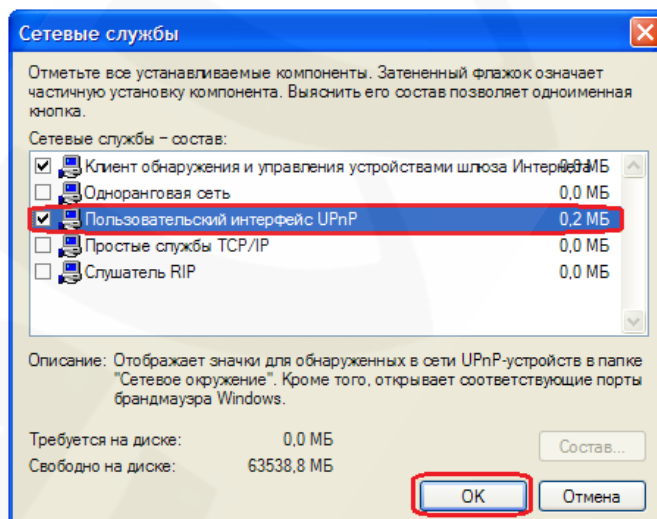 Сетевые службы
Отметьте все устанавливаемые компоненты. Затененный флажок означает
частичную установку компонента. Выяснить его состав позволяет одноименная
кнопка.
Сетевые службы – состав:
Клиент обнаружения и управления устройствами шлюза Интернета 0,0 МБ
Одноранговая сеть 0,0 МБ
Пользовательский интерфейс UPnP 0,2 МБ
Простые службы TCP/IP 0,0 МБ
Слушатель RIP 0,0 МБ
Описание: Отображает значки для обнаруженных в сети UPnP-устройств в папке
"Сетевое окружение". Кроме того, открывает соответствующие порты
брандмауэра Windows.
Требуется на диске: 0,0 МБ
Состав...
Свободно на диске: 63538,8 МБ
OK Отмена